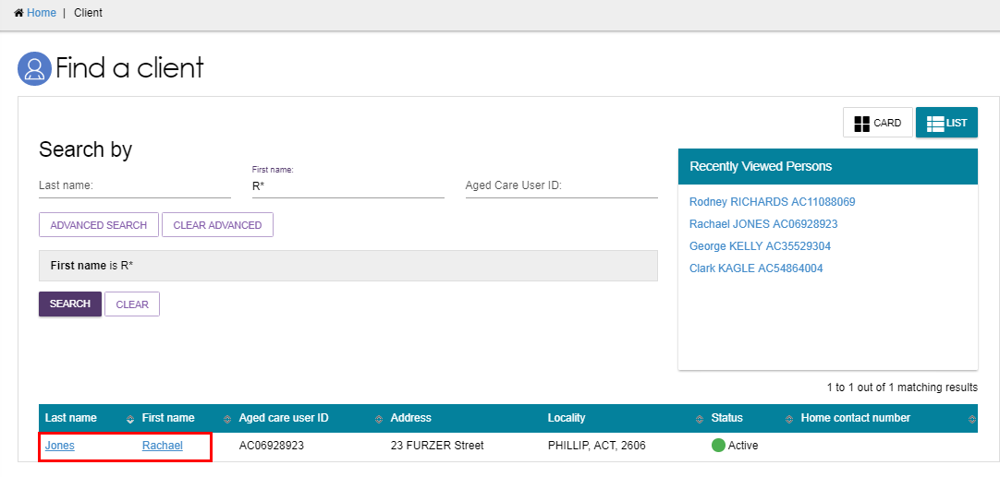 Home | Client
Find a client
CARD LIST
Search by
Last name: First name: R* Aged Care User ID:
ADVANCED SEARCH CLEAR ADVANCED
First name is R*
SEARCH CLEAR
Recently Viewed Persons
Rodney RICHARDS AC11088069
Rachael JONES AC06928923
George KELLY AC35529304
Clark KAGLE AC54864004
1 to 1 out of 1 matching results
Last name First name Aged care user ID Address Locality Status Home contact number
Jones Rachael AC06928923 23 FURZER Street PHILLIP, ACT, 2606 Active